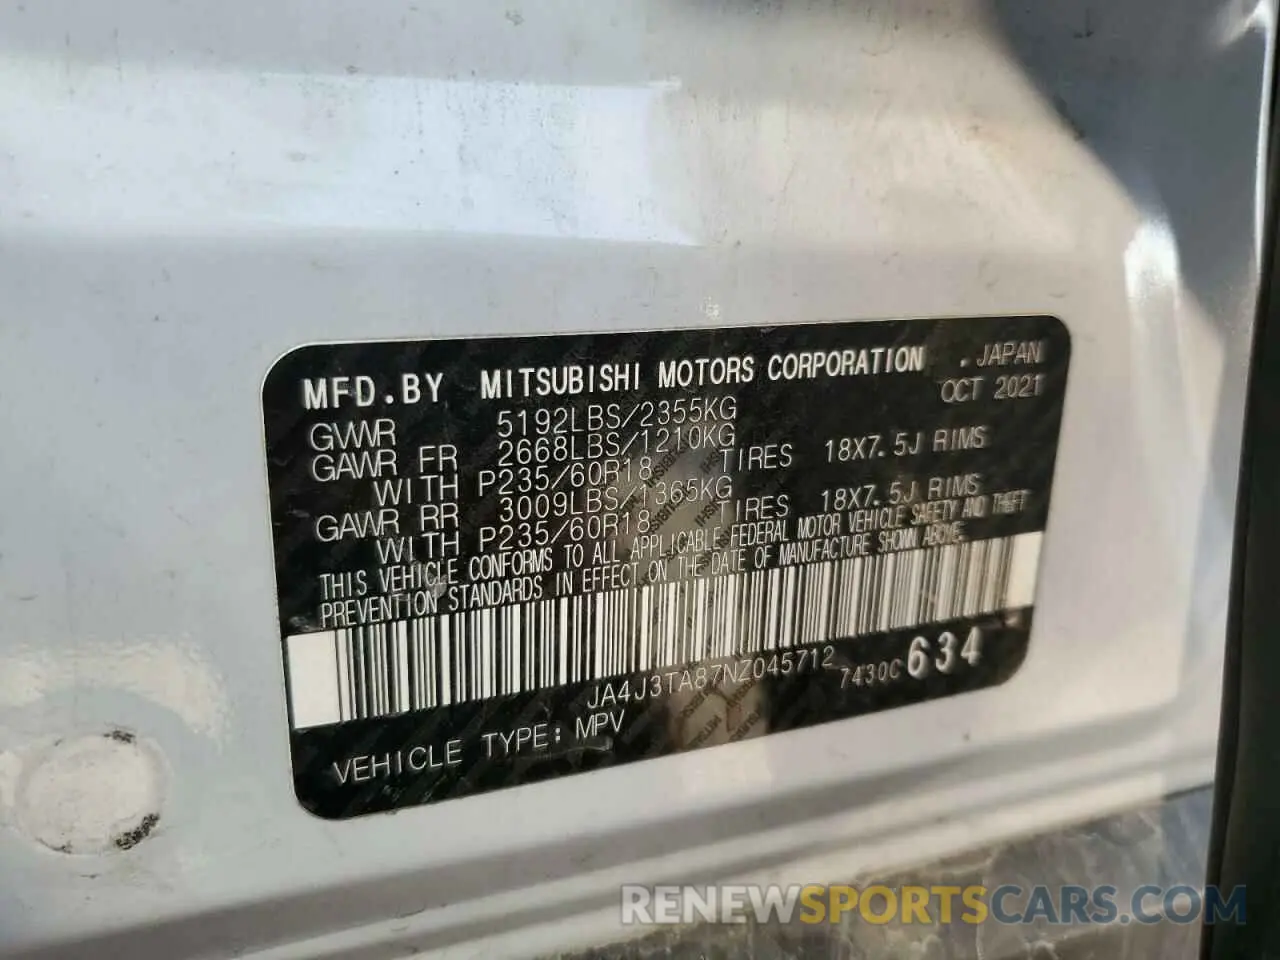 MFD.BY MITSUBISHI MOTORS CORPORATION .JAPAN
OCT 2021
GVWR 5192LBS/2355KG
GAWR FR 2668LBS/1210KG
WITH P235/60R18 TIRES 18X7.5J RIMS
GAWR RR 3009LBS/1365KG
WITH P235/60R18 TIRES 18X7.5J RIMS
THIS VEHICLE CONFORMS TO ALL APPLICABLE FEDERAL MOTOR VEHICLE SAFETY AND THEFT
PREVENTION STANDARDS IN EFFECT ON THE DATE OF MANUFACTURE SHOWN ABOVE.
JA4J3TA87NZ045712 7430C 634
VEHICLE TYPE: MPV
RENEWSPORTSCARS.COM